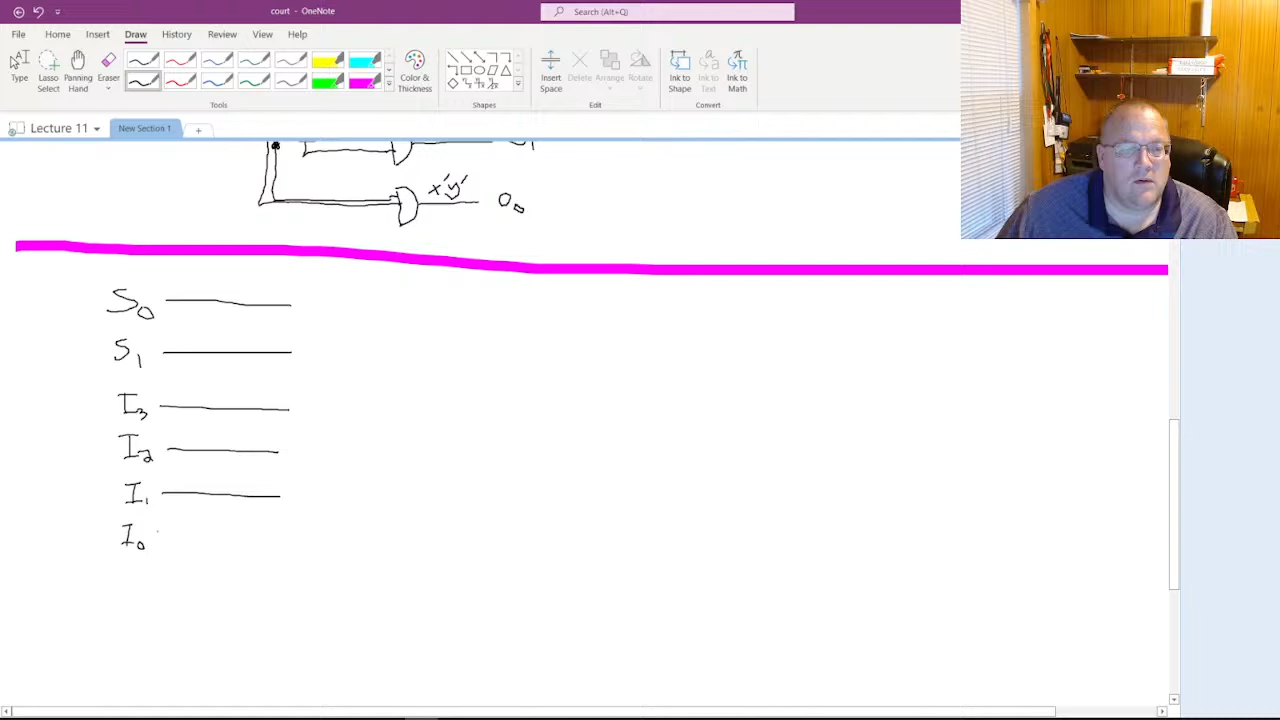 court - OneNote
Search (Alt+Q)
File Home Insert Draw History Review View Help
Type Lasso Select Panning Hand Eraser Color & Thickness Insert Space Delete Arrange Rotate Ink to Shape Ink to Text Ink to Math
Tools Shapes Edit Convert
Lecture 11 New Section 1 +
x'y' O₀
S₀
S₁
I₃
I₂
I₁
I₀